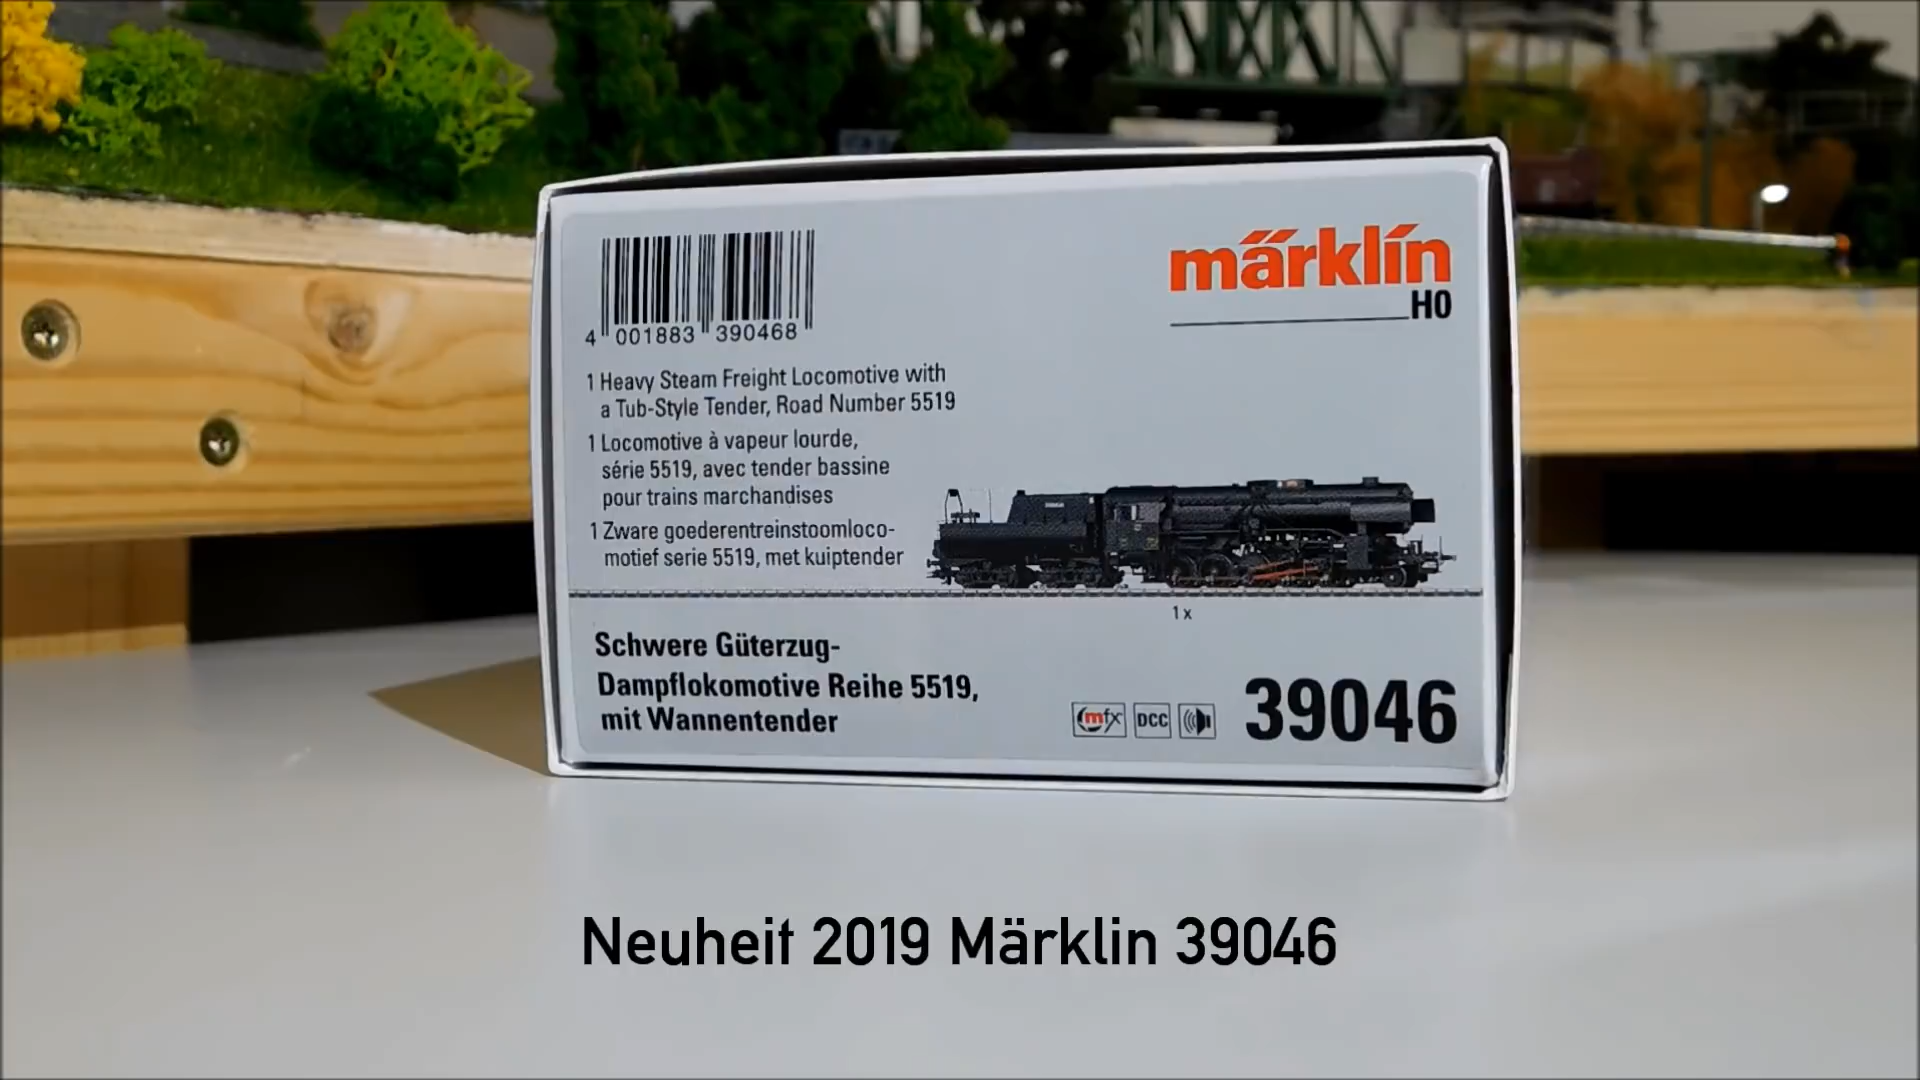 märklin
H0
4 001883 390468
1 Heavy Steam Freight Locomotive with
a Tub-Style Tender, Road Number 5519
1 Locomotive à vapeur lourde,
série 5519, avec tender bassine
pour trains marchandises
1 Zware goederentreinstoomloco-
motief serie 5519, met kuiptender
1 x
Schwere Güterzug-
Dampflokomotive Reihe 5519,
mit Wannentender
mfx DCC 39046
Neuheit 2019 Märklin 39046